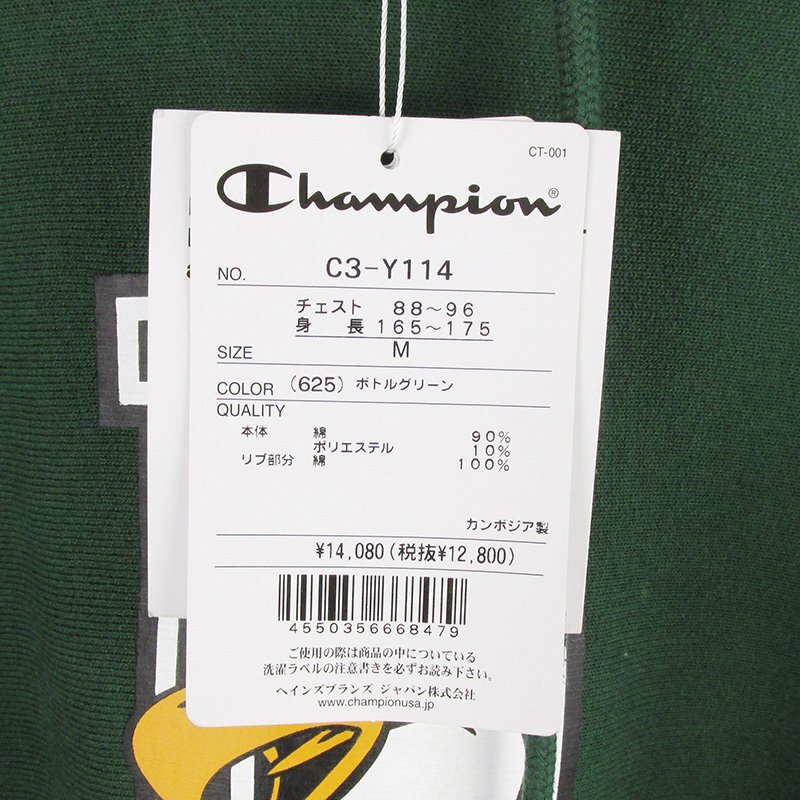 CT-001
Champion®
NO. C3-Y114
チェスト 88~96
身長 165~175
SIZE M
COLOR (625) ボトルグリーン
QUALITY
本体 綿 90%
ポリエステル 10%
リブ部分 綿 100%
カンボジア製
¥14,080(税抜¥12,800)
4550356668479
ご使用の際は商品の中についている
洗濯ラベルの注意書きを必ずお読み下さい。
ヘインズブランズ ジャパン株式会社
www.championusa.jp